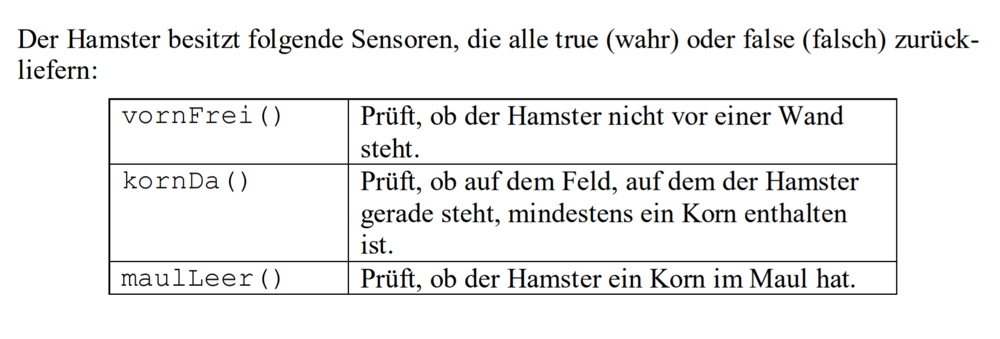 Der Hamster besitzt folgende Sensoren, die alle true (wahr) oder false (falsch) zurück-
liefern:
vornFrei()
Prüft, ob der Hamster nicht vor einer Wand
steht.
kornDa()
Prüft, ob auf dem Feld, auf dem der Hamster
gerade steht, mindestens ein Korn enthalten
ist.
maulLeer()
Prüft, ob der Hamster ein Korn im Maul hat.